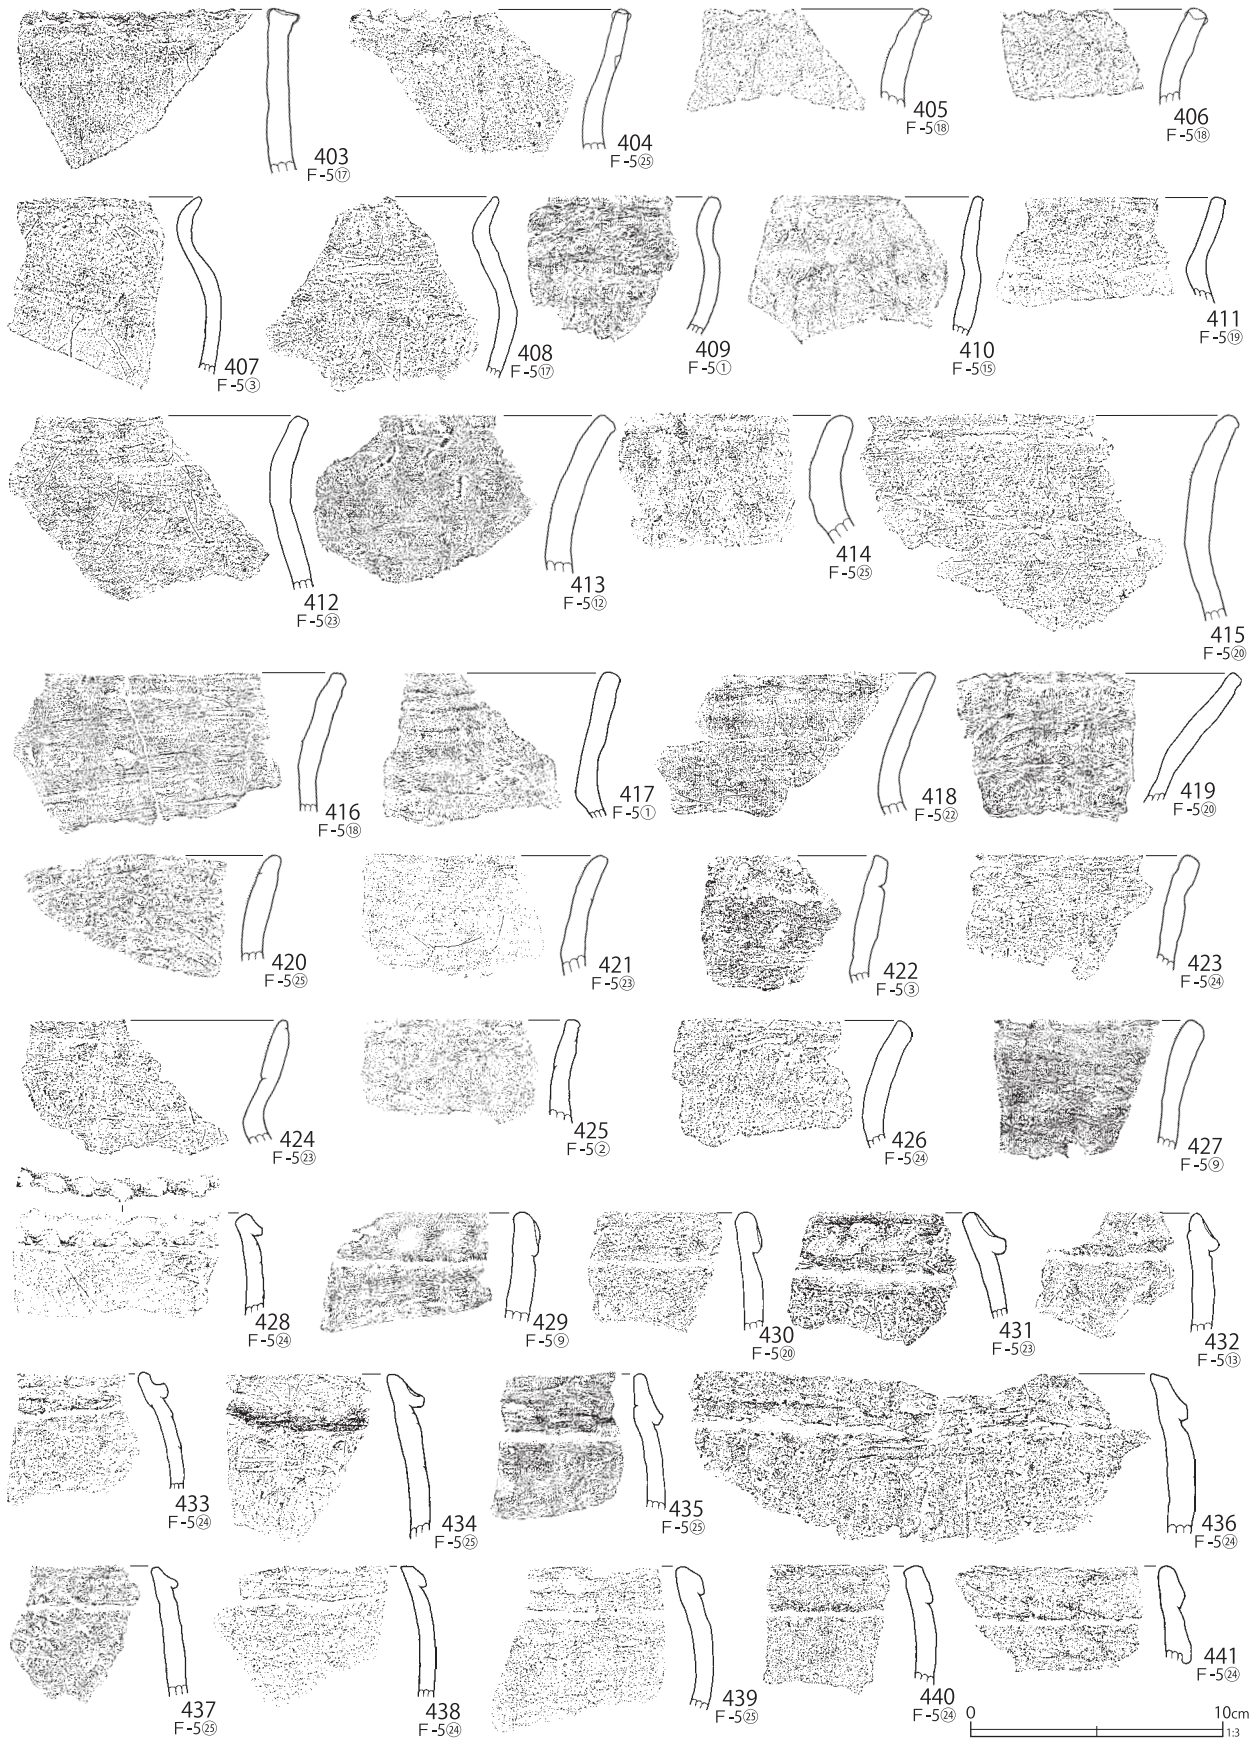 403
F-5⑰
404
F-5㉕
405
F-5⑱
406
F-5⑱
407
F-5③
408
F-5⑰
409
F-5①
410
F-5⑮
411
F-5⑲
412
F-5㉓
413
F-5⑫
414
F-5㉕
415
F-5⑳
416
F-5⑱
417
F-5①
418
F-5㉒
419
F-5⑳
420
F-5㉕
421
F-5㉓
422
F-5③
423
F-5㉔
424
F-5㉓
425
F-5②
426
F-5㉔
427
F-5⑨
428
F-5㉔
429
F-5⑨
430
F-5⑳
431
F-5㉓
432
F-5⑬
433
F-5㉔
434
F-5㉕
435
F-5㉕
436
F-5㉔
437
F-5㉕
438
F-5㉔
439
F-5㉕
440
F-5㉔
441
F-5㉔
0 10cm
1:3